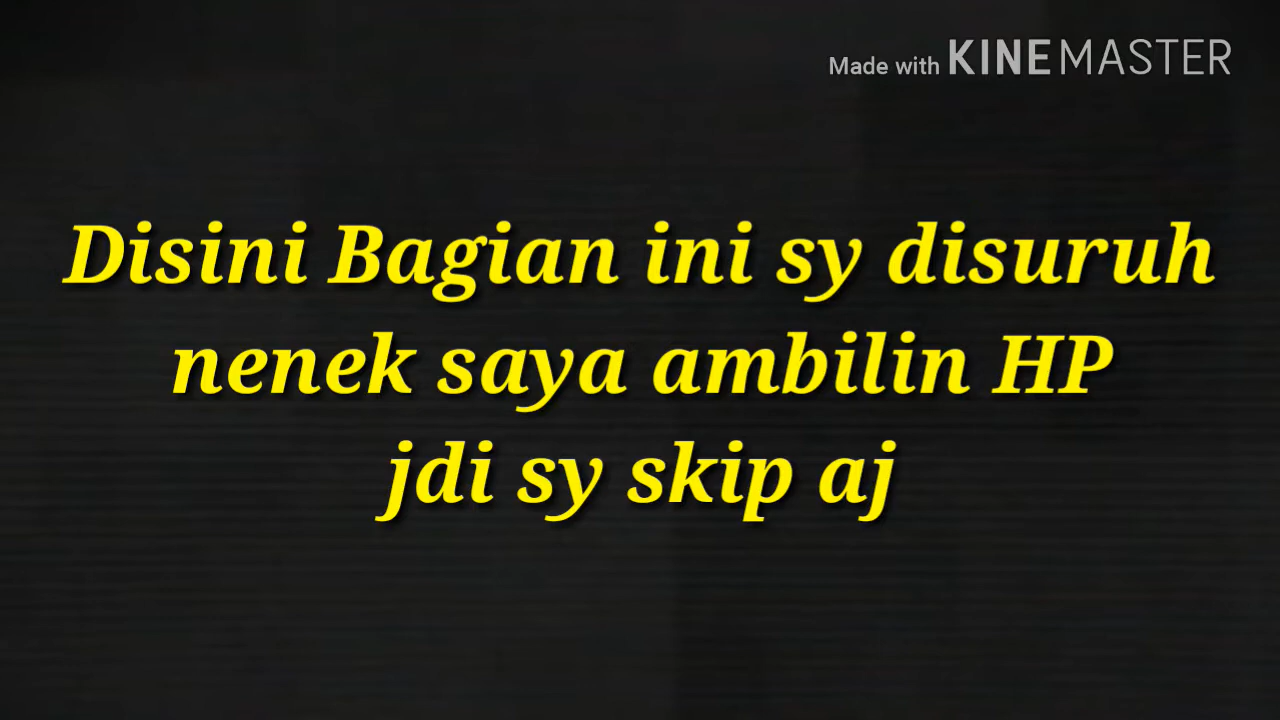 Made with KINEMASTER
Disini Bagian ini sy disuruh
nenek saya ambilin HP
jdi sy skip aj